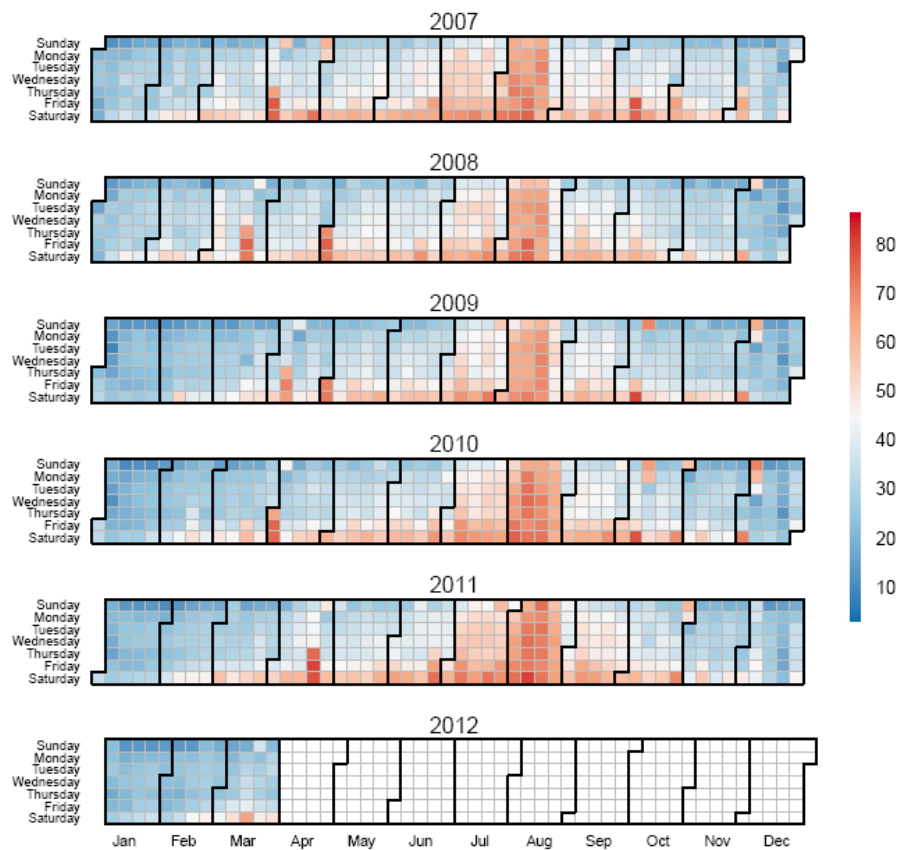 2007
Sunday
Monday
Tuesday
Wednesday
Thursday
Friday
Saturday
2008
Sunday
Monday
Tuesday
Wednesday
Thursday
Friday
Saturday
2009
Sunday
Monday
Tuesday
Wednesday
Thursday
Friday
Saturday
2010
Sunday
Monday
Tuesday
Wednesday
Thursday
Friday
Saturday
2011
Sunday
Monday
Tuesday
Wednesday
Thursday
Friday
Saturday
2012
Sunday
Monday
Tuesday
Wednesday
Thursday
Friday
Saturday
Jan Feb Mar Apr May Jun Jul Aug Sep Oct Nov Dec
80
70
60
50
40
30
20
10